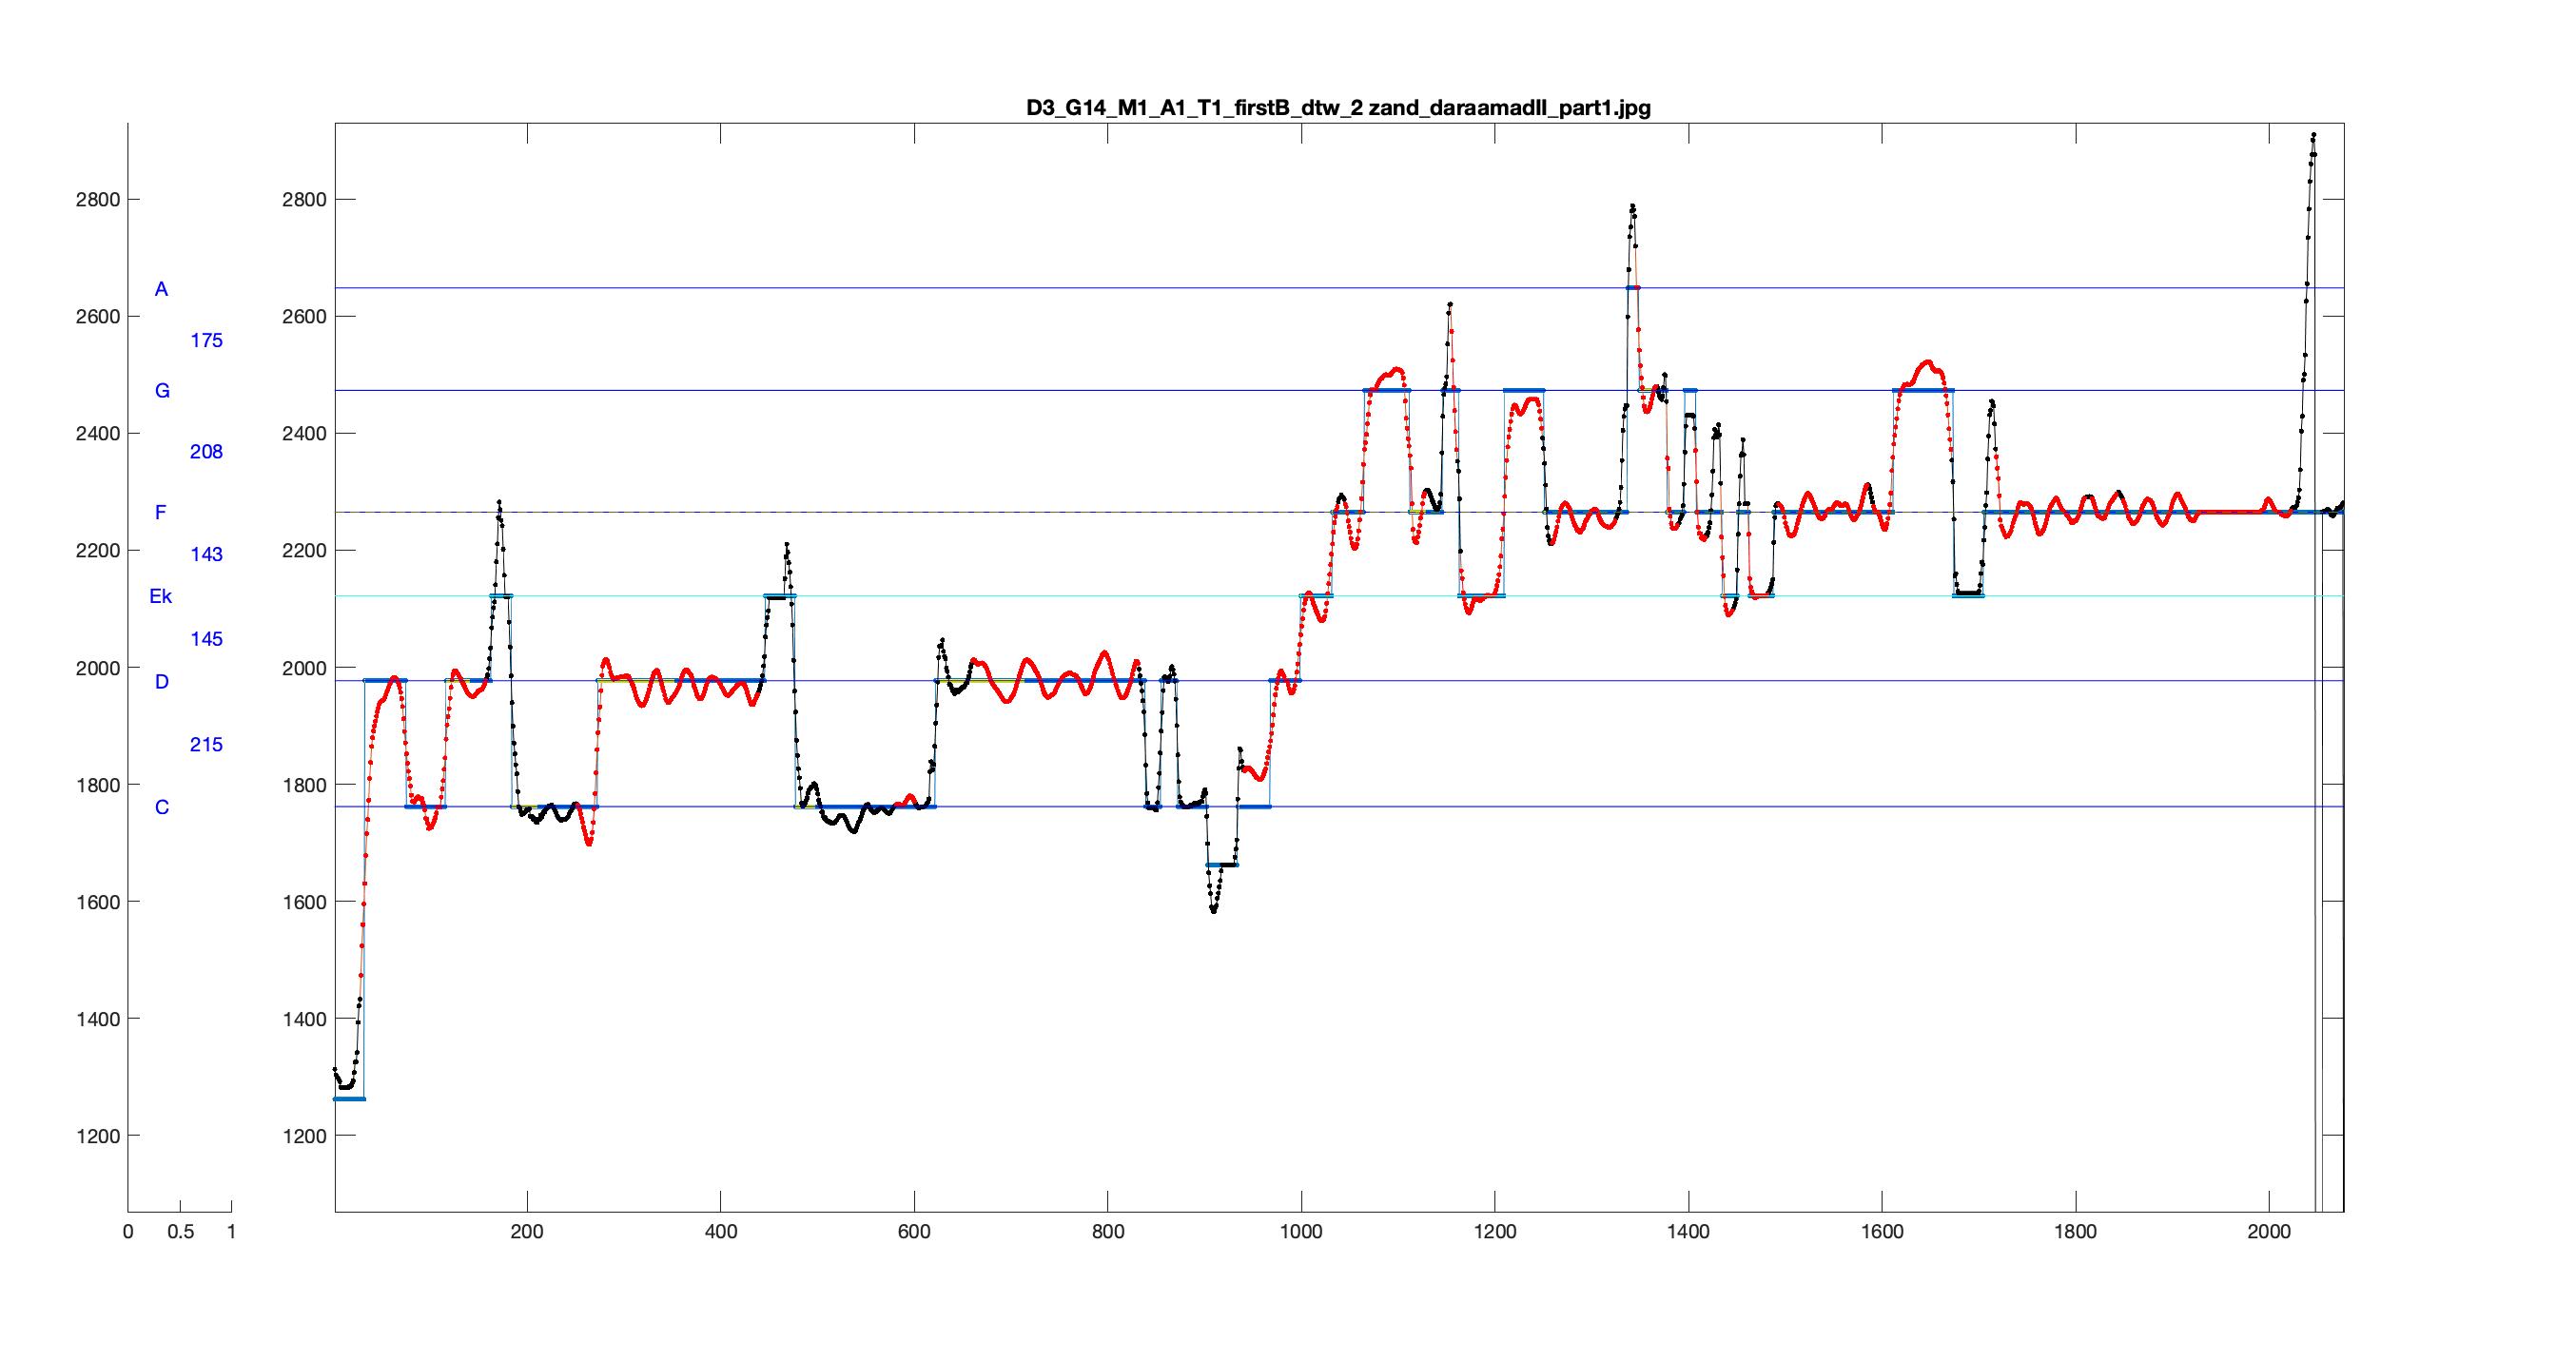 D3_G14_M1_A1_T1_firstB_dtw_2 zand_daraamadII_part1.jpg
2800 2800
A
2600 175 2600
G
2400 208 2400
F
2200 143 2200
Ek
2000 145 2000
D
215
1800 C 1800
1600 1600
1400 1400
1200 1200
0 0.5 1 200 400 600 800 1000 1200 1400 1600 1800 2000